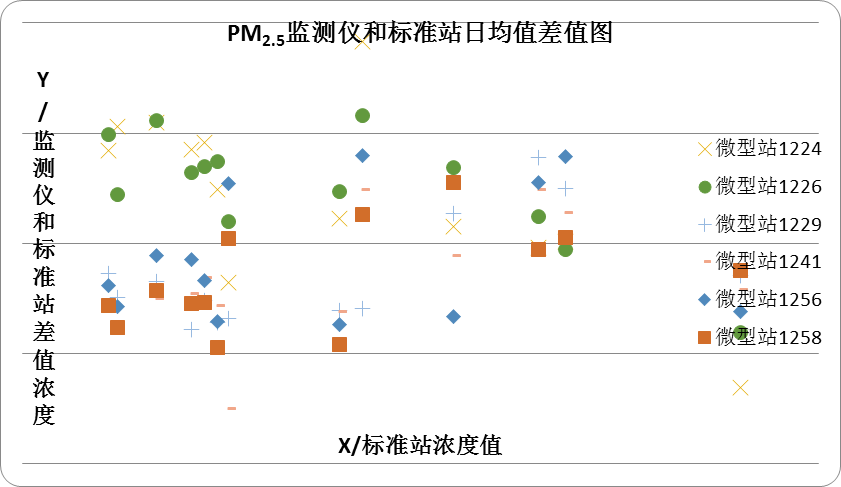 PM2.5监测仪和标准站日均值差值图
Y/监测仪和标准站差值浓度
微型站1224
微型站1226
微型站1229
微型站1241
微型站1256
微型站1258
X/标准站浓度值